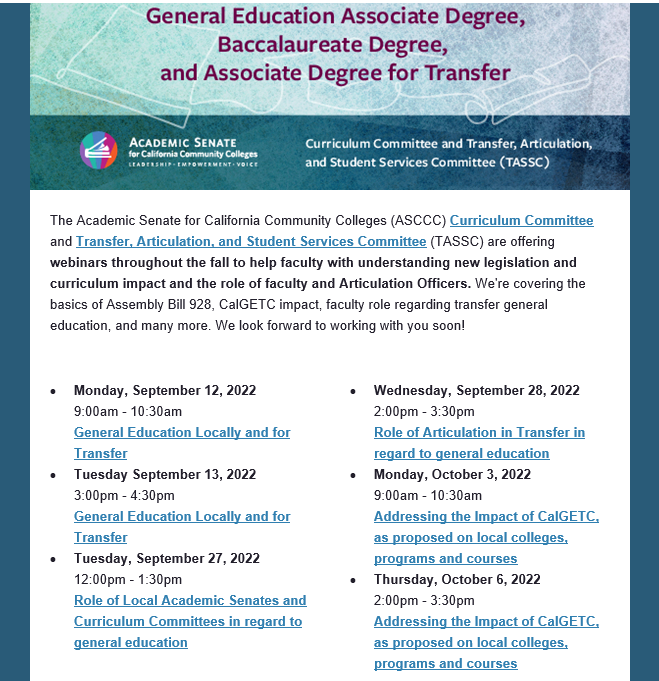 General Education Associate Degree,
Baccalaureate Degree,
and Associate Degree for Transfer
ACADEMIC SENATE
for California Community Colleges
LEADERSHIP · EMPOWERMENT · VOICE
Curriculum Committee and Transfer, Articulation,
and Student Services Committee (TASSC)
The Academic Senate for California Community Colleges (ASCCC) Curriculum Committee
and Transfer, Articulation, and Student Services Committee (TASSC) are offering
webinars throughout the fall to help faculty with understanding new legislation and
curriculum impact and the role of faculty and Articulation Officers. We're covering the
basics of Assembly Bill 928, CalGETC impact, faculty role regarding transfer general
education, and many more. We look forward to working with you soon!
• Monday, September 12, 2022
9:00am - 10:30am
General Education Locally and for
Transfer
• Tuesday September 13, 2022
3:00pm - 4:30pm
General Education Locally and for
Transfer
• Tuesday, September 27, 2022
12:00pm - 1:30pm
Role of Local Academic Senates and
Curriculum Committees in regard to
general education
• Wednesday, September 28, 2022
2:00pm - 3:30pm
Role of Articulation in Transfer in
regard to general education
• Monday, October 3, 2022
9:00am - 10:30am
Addressing the Impact of CalGETC,
as proposed on local colleges,
programs and courses
• Thursday, October 6, 2022
2:00pm - 3:30pm
Addressing the Impact of CalGETC,
as proposed on local colleges,
programs and courses